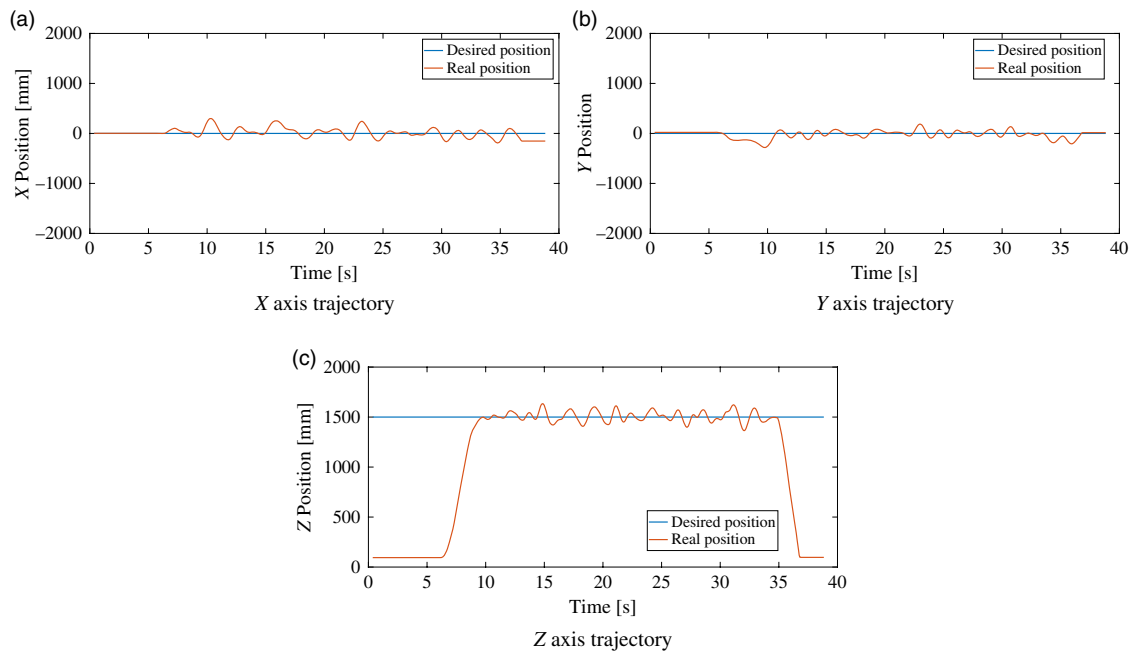 (a)
2000
1000
0
−1000
−2000
X Position [mm]
Desired position
Real position
0 5 10 15 20 25 30 35 40
Time [s]
X axis trajectory
(b)
2000
1000
0
−1000
−2000
Y Position
Desired position
Real position
0 5 10 15 20 25 30 35 40
Time [s]
Y axis trajectory
(c)
2000
1500
1000
500
0
Z Position [mm]
Desired position
Real position
0 5 10 15 20 25 30 35 40
Time [s]
Z axis trajectory